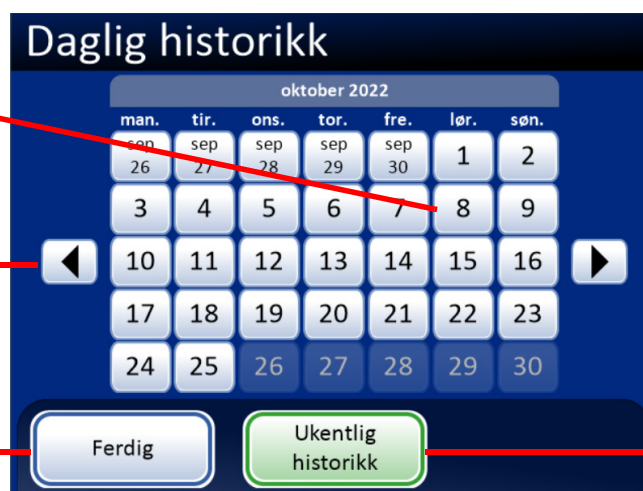 Daglig historikk
oktober 2022
man. tir. ons. tor. fre. lør. søn.
sep sep sep sep sep
26 27 28 29 30 1 2
3 4 5 6 7 8 9
10 11 12 13 14 15 16
17 18 19 20 21 22 23
24 25 26 27 28 29 30
Ferdig
Ukentlig
historikk